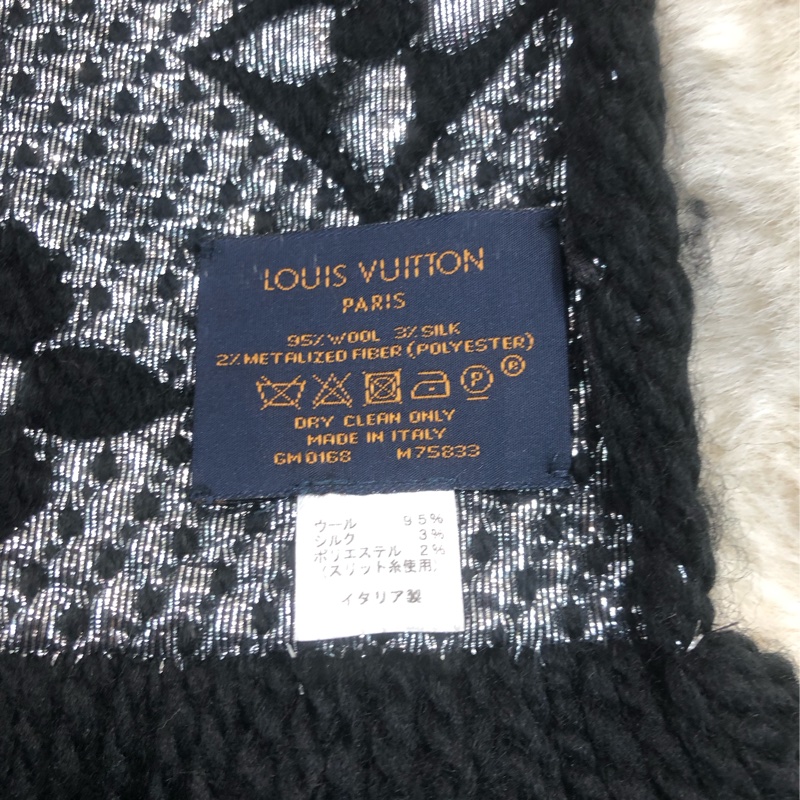 LOUIS VUITTON
PARIS
95% WOOL 3% SILK
2% METALIZED FIBER (POLYESTER)
P R
DRY CLEAN ONLY
MADE IN ITALY
GM0168 M75833
ウール 95%
シルク 3%
ポリエステル 2%
(スリット糸使用)
イタリア製